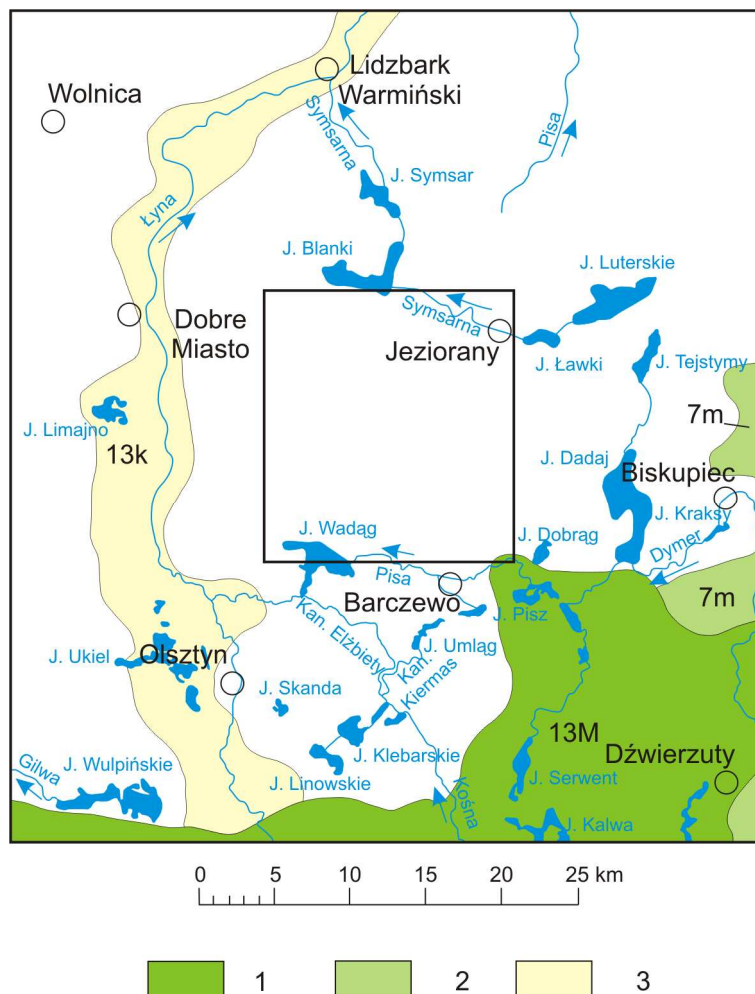 Lidzbark
Warmiński
Wolnica
Symsarna
Pisa
J. Symsar
Łyna
J. Blanki
J. Luterskie
Symsarna
Dobre
Miasto
Jeziorany
J. Ławki
J. Tejstymy
7m
J. Limajno
13k
J. Dadaj
Biskupiec
J. Kraksy
J. Wadąg
J. Dobrąg
Dymer
Pisa
Barczewo
7m
J. Pisz
Kan. Elżbiety
J. Umląg
Kan.
Kiermas
J. Ukiel
Olsztyn
J. Skanda
13M
Dźwierzuty
J. Klebarskie
Gilwa
J. Wulpińskie
J. Linowskie
J. Serwent
Kośna
J. Kalwa
0 5 10 15 20 25 km
1 2 3